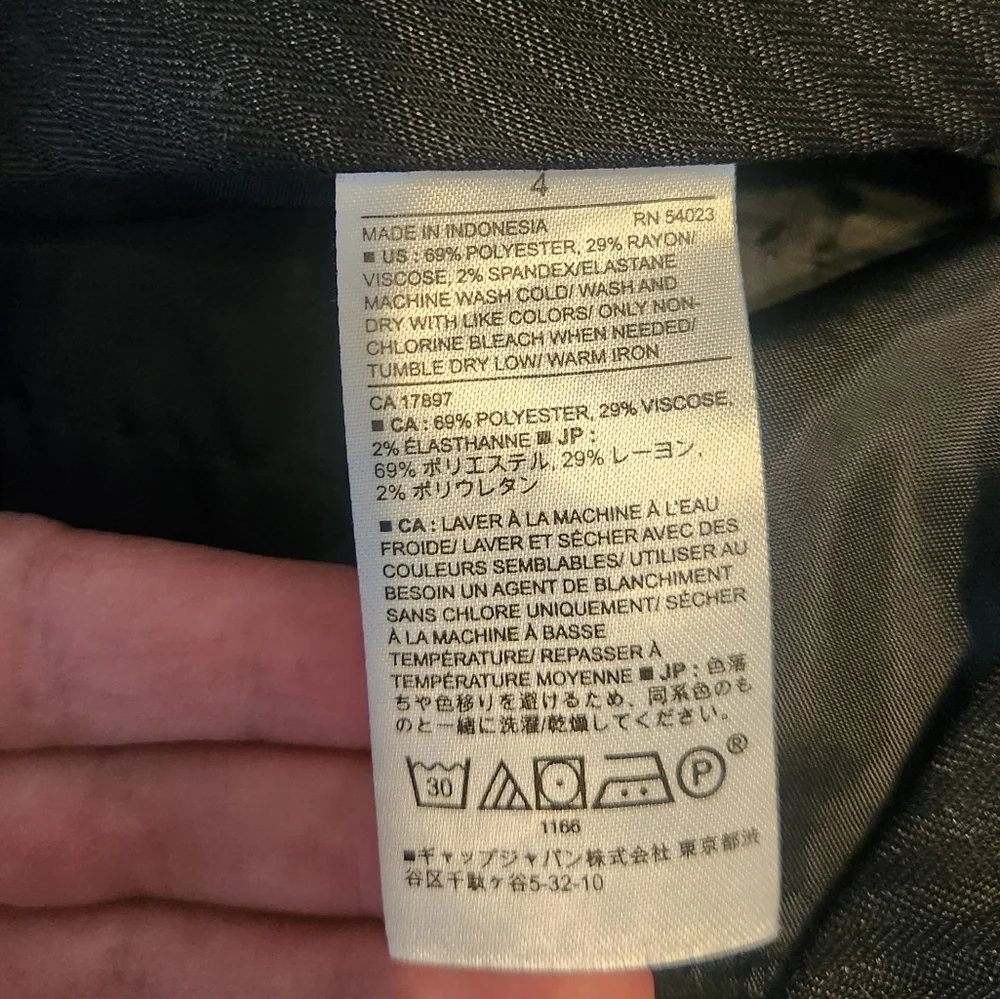 4
MADE IN INDONESIA RN 54023
■ US : 69% POLYESTER, 29% RAYON/
VISCOSE, 2% SPANDEX/ELASTANE
MACHINE WASH COLD/ WASH AND
DRY WITH LIKE COLORS/ ONLY NON-
CHLORINE BLEACH WHEN NEEDED/
TUMBLE DRY LOW/ WARM IRON
CA 17897
■ CA : 69% POLYESTER, 29% VISCOSE,
2% ÉLASTHANNE ■ JP :
69% ポリエステル, 29% レーヨン,
2% ポリウレタン
■ CA : LAVER À LA MACHINE À L'EAU
FROIDE/ LAVER ET SÉCHER AVEC DES
COULEURS SEMBLABLES/ UTILISER AU
BESOIN UN AGENT DE BLANCHIMENT
SANS CHLORE UNIQUEMENT/ SÉCHER
À LA MACHINE À BASSE
TEMPÉRATURE/ REPASSER À
TEMPÉRATURE MOYENNE ■ JP : 色落
ちや色移りを避けるため、同系色のも
のと一緒に洗濯/乾燥してください。
30 P ®
1166
■ギャップジャパン株式会社 東京都渋
谷区千駄ヶ谷5-32-10